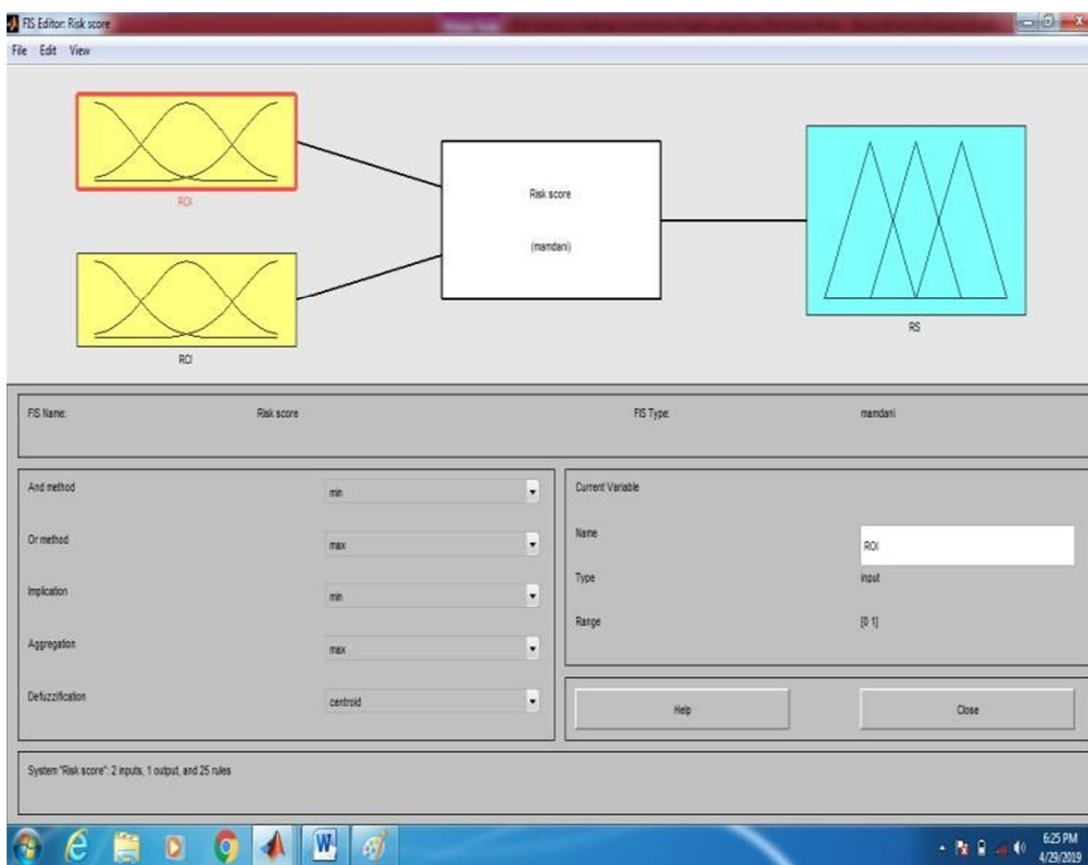 FIS Editor: Risk score
File Edit View
ROI
Risk score
(mamdani)
RCI
RS
FIS Name: Risk score FIS Type: mamdani
And method min
Or method max
Implication min
Aggregation max
Defuzzification centroid
Current Variable
Name ROI
Type input
Range [0 1]
Help Close
System "Risk score": 2 inputs, 1 output, and 25 rules
6:25 PM
4/29/2019